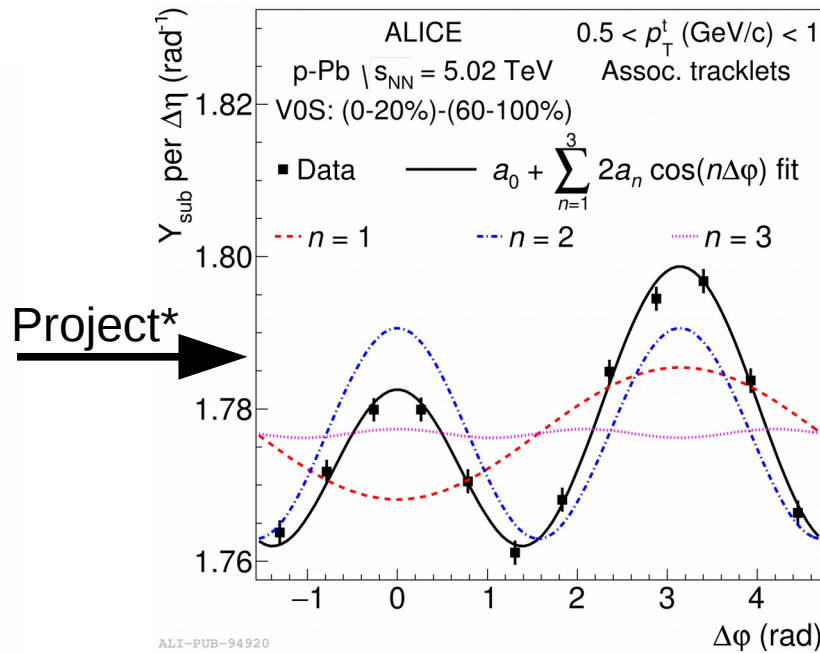 ALICE
0.5 < p_T^t (GeV/c) < 1
p-Pb √s_NN = 5.02 TeV
Assoc. tracklets
V0S: (0-20%)-(60-100%)
Data
a_0 + ∑_{n=1}^{3} 2a_n cos(nΔφ) fit
n = 1
n = 2
n = 3
Y_sub per Δη (rad^-1)
1.82
1.80
1.78
1.76
Project*
−1
0
1
2
3
4
Δφ (rad)
ALI-PUB-94920